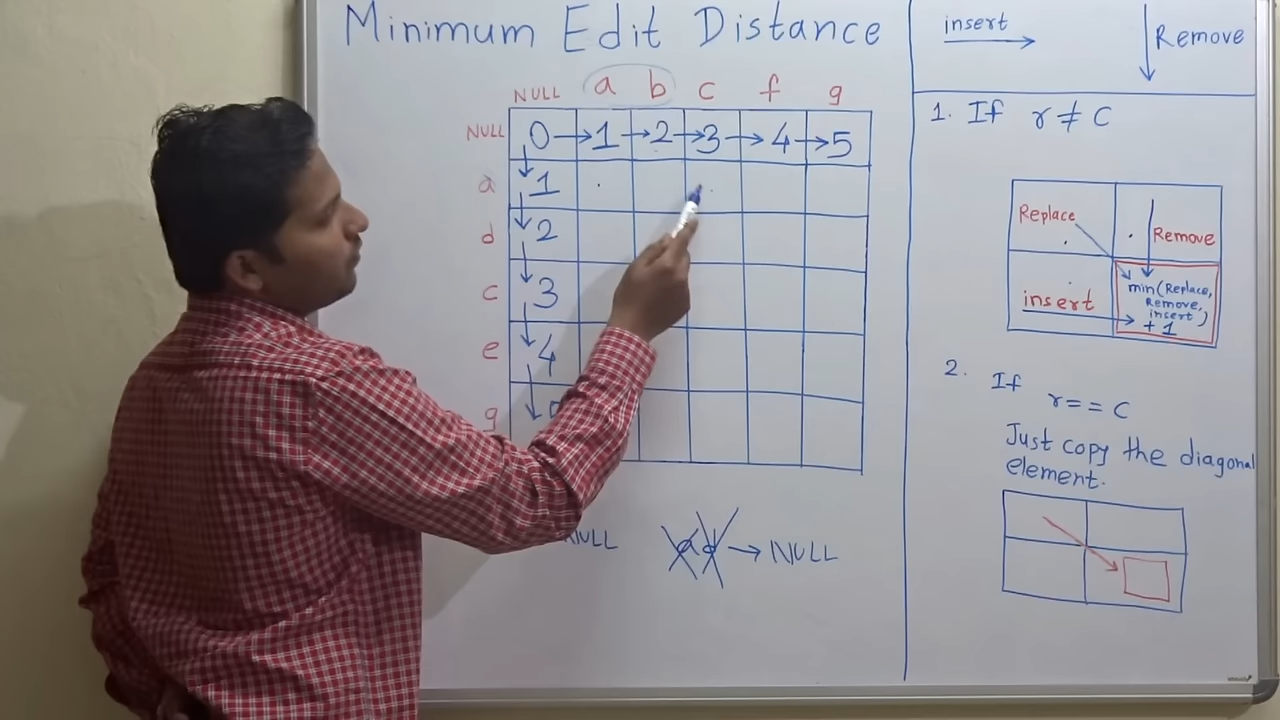 Minimum Edit Distance
NULL a b c f g
NULL 0 → 1 → 2 → 3 → 4 → 5
a 1
d 2
c 3
e 4
g
NULL
ad → NULL
insert
Remove
1. If r ≠ C
Replace
Remove
insert
min(Replace,
Remove,
insert)
+ 1
2. If
r == C
Just copy the diagonal
element.